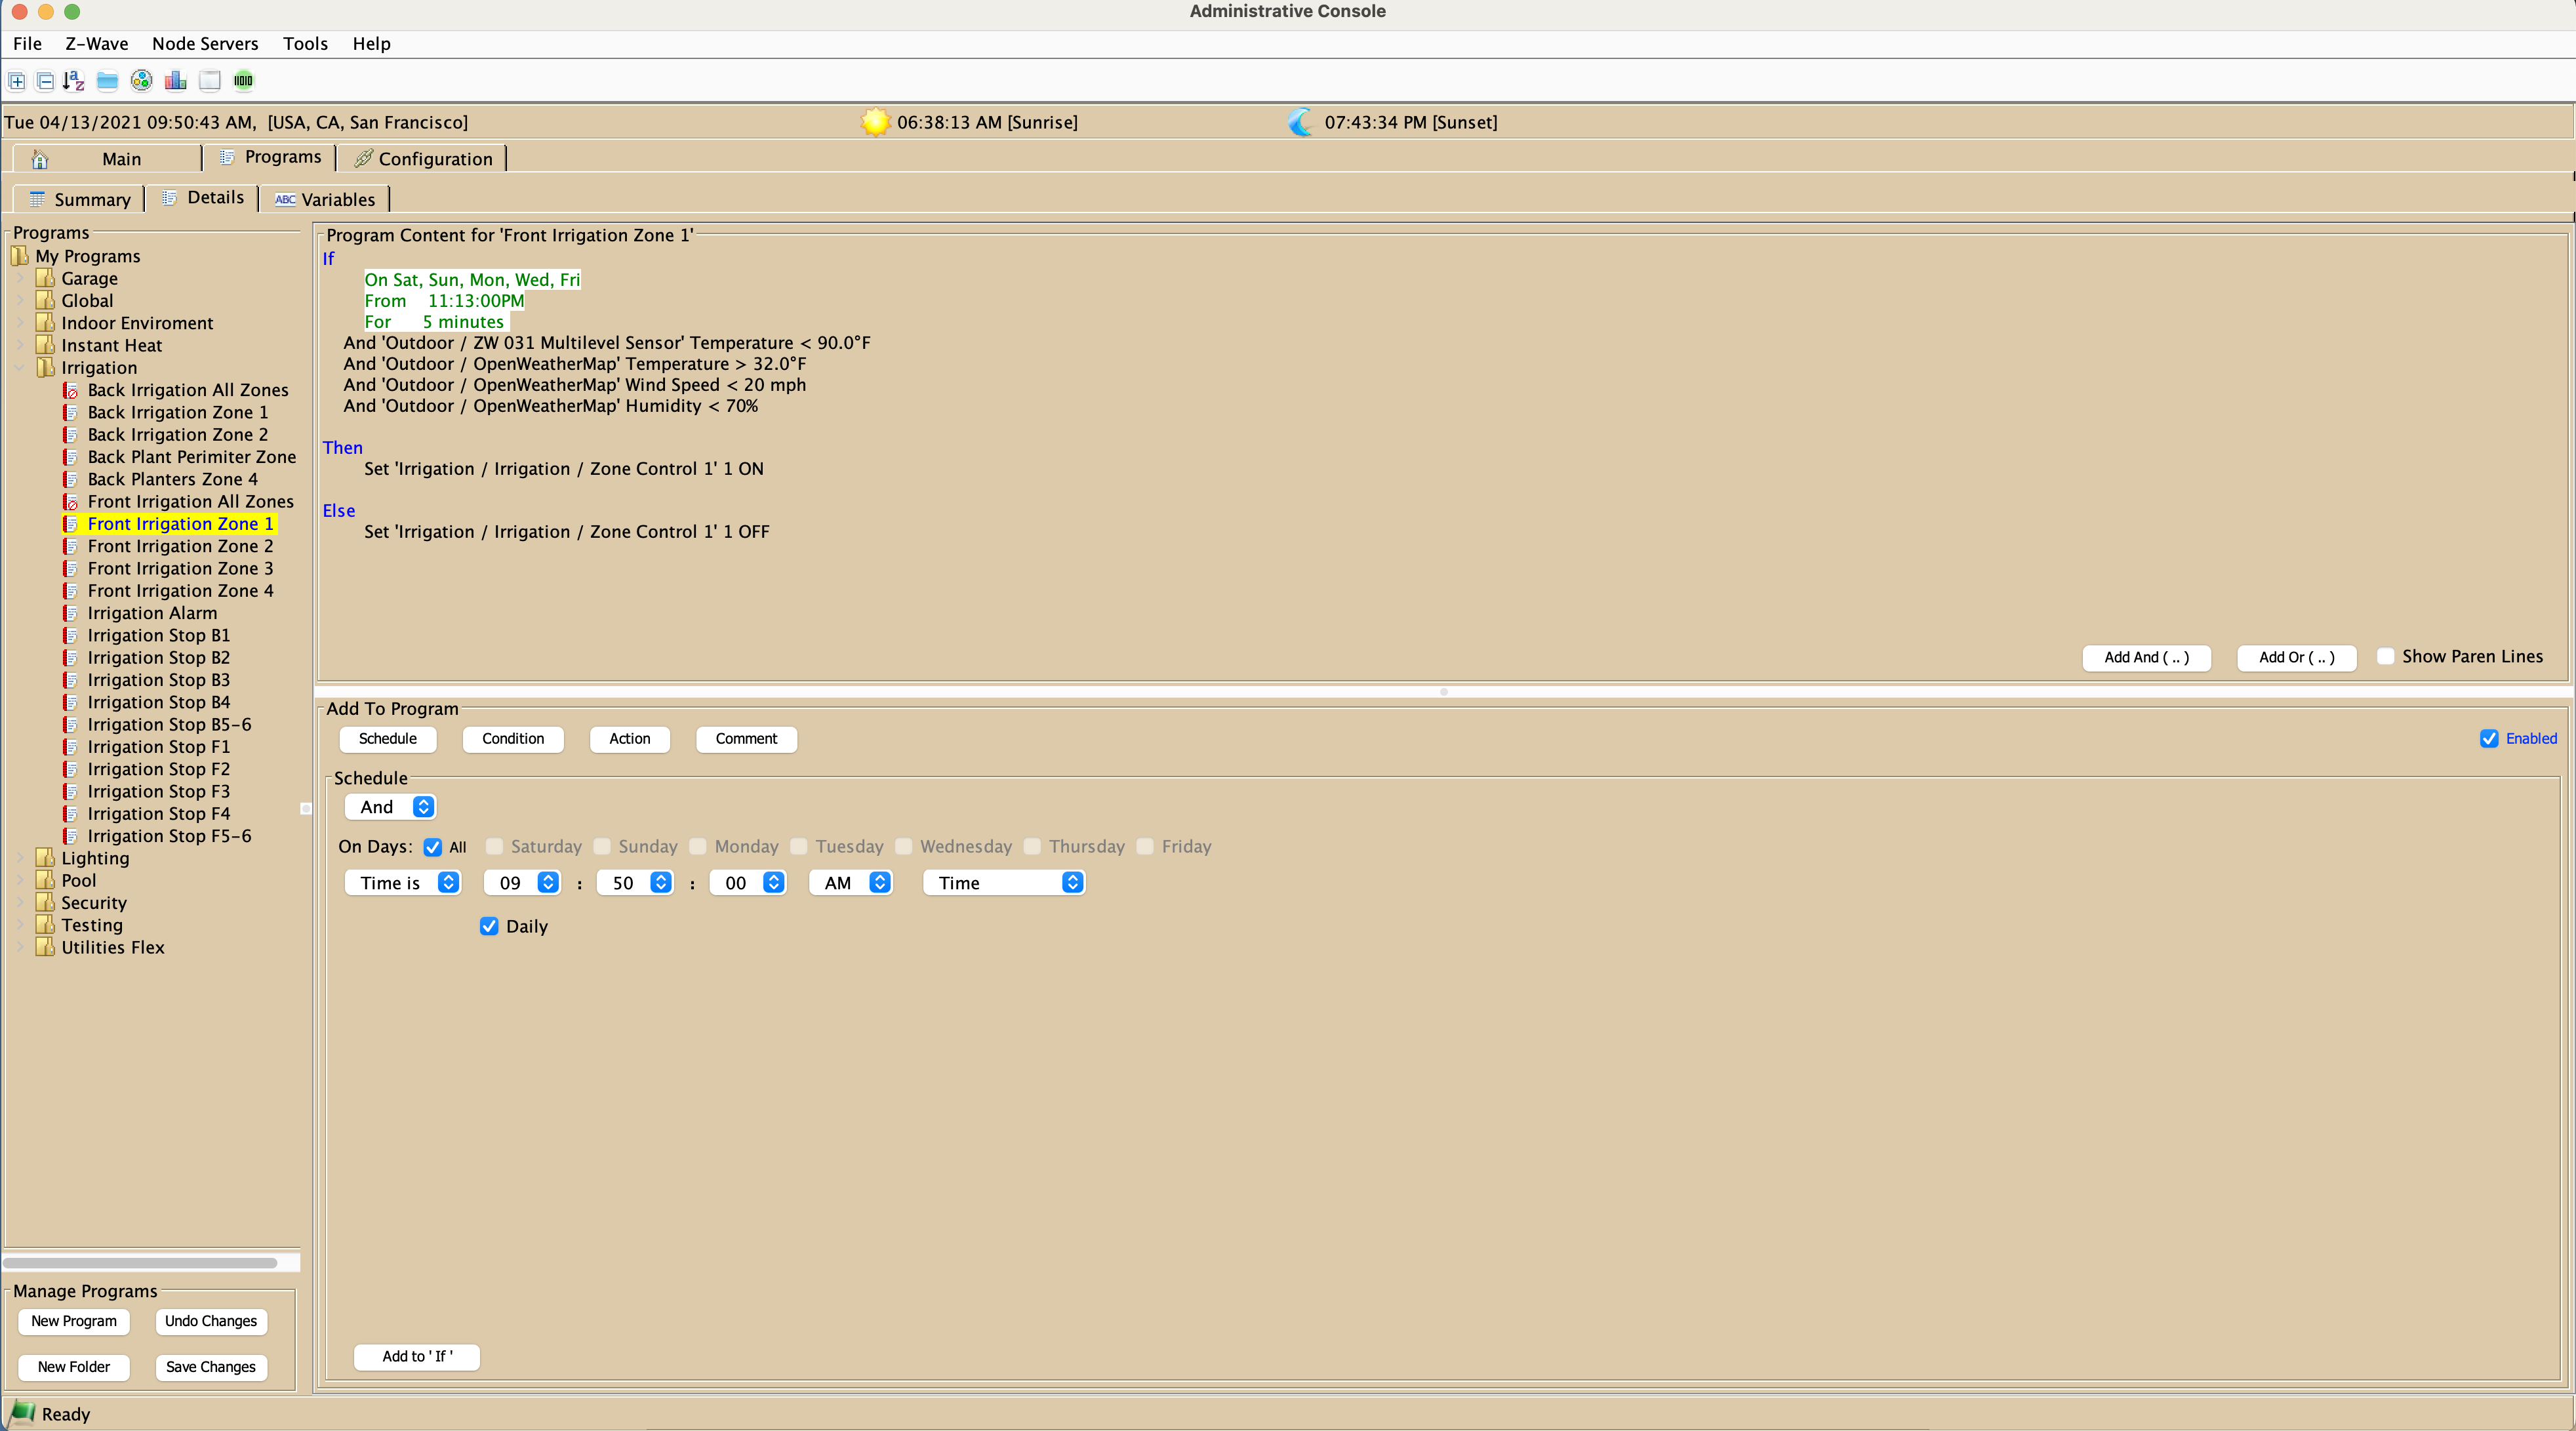 Administrative Console
File Z-Wave Node Servers Tools Help
Tue 04/13/2021 09:50:43 AM, [USA, CA, San Francisco] 06:38:13 AM [Sunrise] 07:43:34 PM [Sunset]
Main Programs Configuration
Summary Details ABC Variables
Programs
My Programs
Garage
Global
Indoor Enviroment
Instant Heat
Irrigation
Back Irrigation All Zones
Back Irrigation Zone 1
Back Irrigation Zone 2
Back Plant Perimiter Zone
Back Planters Zone 4
Front Irrigation All Zones
Front Irrigation Zone 1
Front Irrigation Zone 2
Front Irrigation Zone 3
Front Irrigation Zone 4
Irrigation Alarm
Irrigation Stop B1
Irrigation Stop B2
Irrigation Stop B3
Irrigation Stop B4
Irrigation Stop B5-6
Irrigation Stop F1
Irrigation Stop F2
Irrigation Stop F3
Irrigation Stop F4
Irrigation Stop F5-6
Lighting
Pool
Security
Testing
Utilities Flex
Manage Programs
New Program Undo Changes
New Folder Save Changes
Program Content for 'Front Irrigation Zone 1'
If
On Sat, Sun, Mon, Wed, Fri
From 11:13:00PM
For 5 minutes
And 'Outdoor / ZW 031 Multilevel Sensor' Temperature < 90.0°F
And 'Outdoor / OpenWeatherMap' Temperature > 32.0°F
And 'Outdoor / OpenWeatherMap' Wind Speed < 20 mph
And 'Outdoor / OpenWeatherMap' Humidity < 70%
Then
Set 'Irrigation / Irrigation / Zone Control 1' 1 ON
Else
Set 'Irrigation / Irrigation / Zone Control 1' 1 OFF
Add And ( .. ) Add Or ( .. ) Show Paren Lines
Add To Program
Schedule Condition Action Comment Enabled
Schedule
And
On Days: All Saturday Sunday Monday Tuesday Wednesday Thursday Friday
Time is 09 : 50 : 00 AM Time
Daily
Add to ' If '
Ready